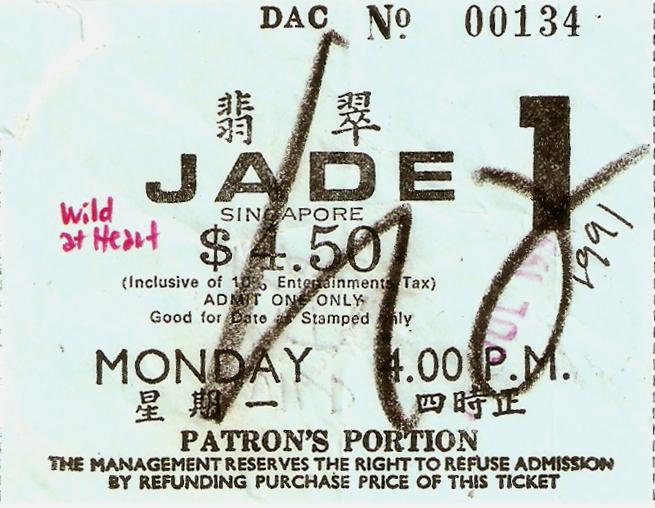 DAC Nº 00134
翡翠
JADE 1
SINGAPORE
Wild
at Heart
$4.50
1991
(Inclusive of 10% Entertainments Tax)
ADMIT ONE ONLY
Good for Date as Stamped only
JUL
MONDAY 4.00 P.M.
星期一 四時正
PATRON'S PORTION
THE MANAGEMENT RESERVES THE RIGHT TO REFUSE ADMISSION
BY REFUNDING PURCHASE PRICE OF THIS TICKET